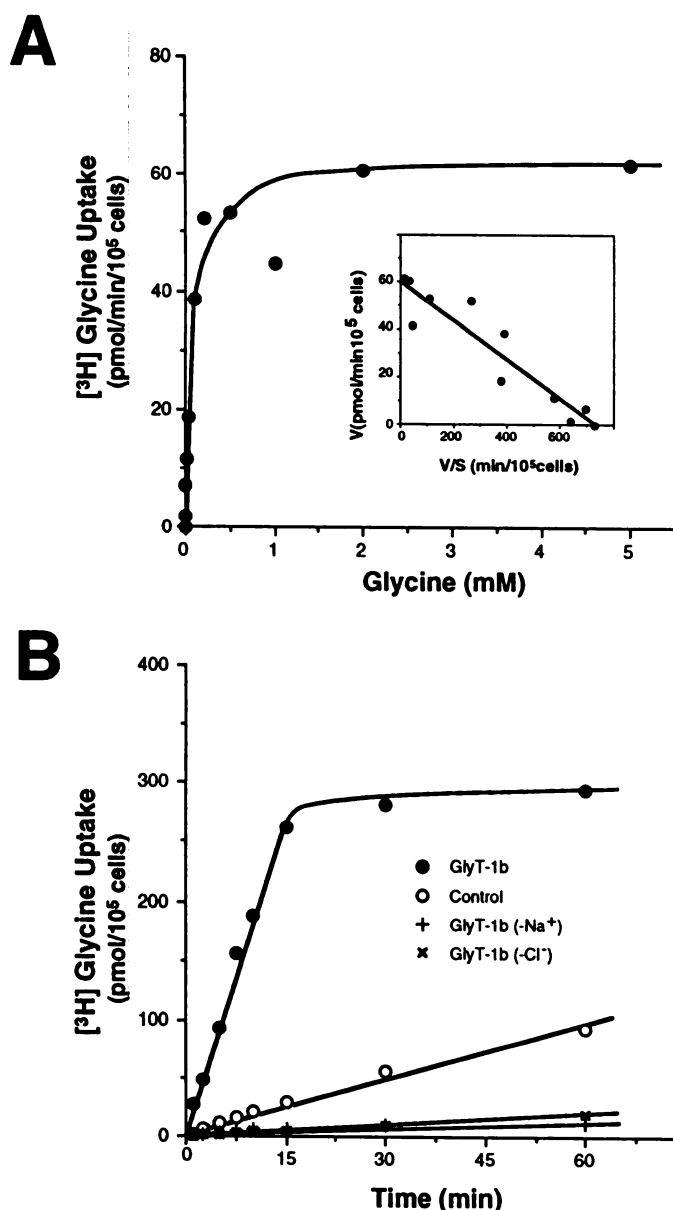 A
[³H] Glycine Uptake
(pmol/min/10⁵ cells)
80
60
40
20
0
0
1
2
3
4
5
Glycine (mM)
V(pmol/min10⁵ cells)
60
40
20
0
0
200
400
600
V/S (min/10⁵cells)
B
[³H] Glycine Uptake
(pmol/10⁵ cells)
400
300
200
100
0
0
15
30
45
60
Time (min)
GlyT-1b
Control
GlyT-1b (-Na⁺)
GlyT-1b (-Cl⁻)